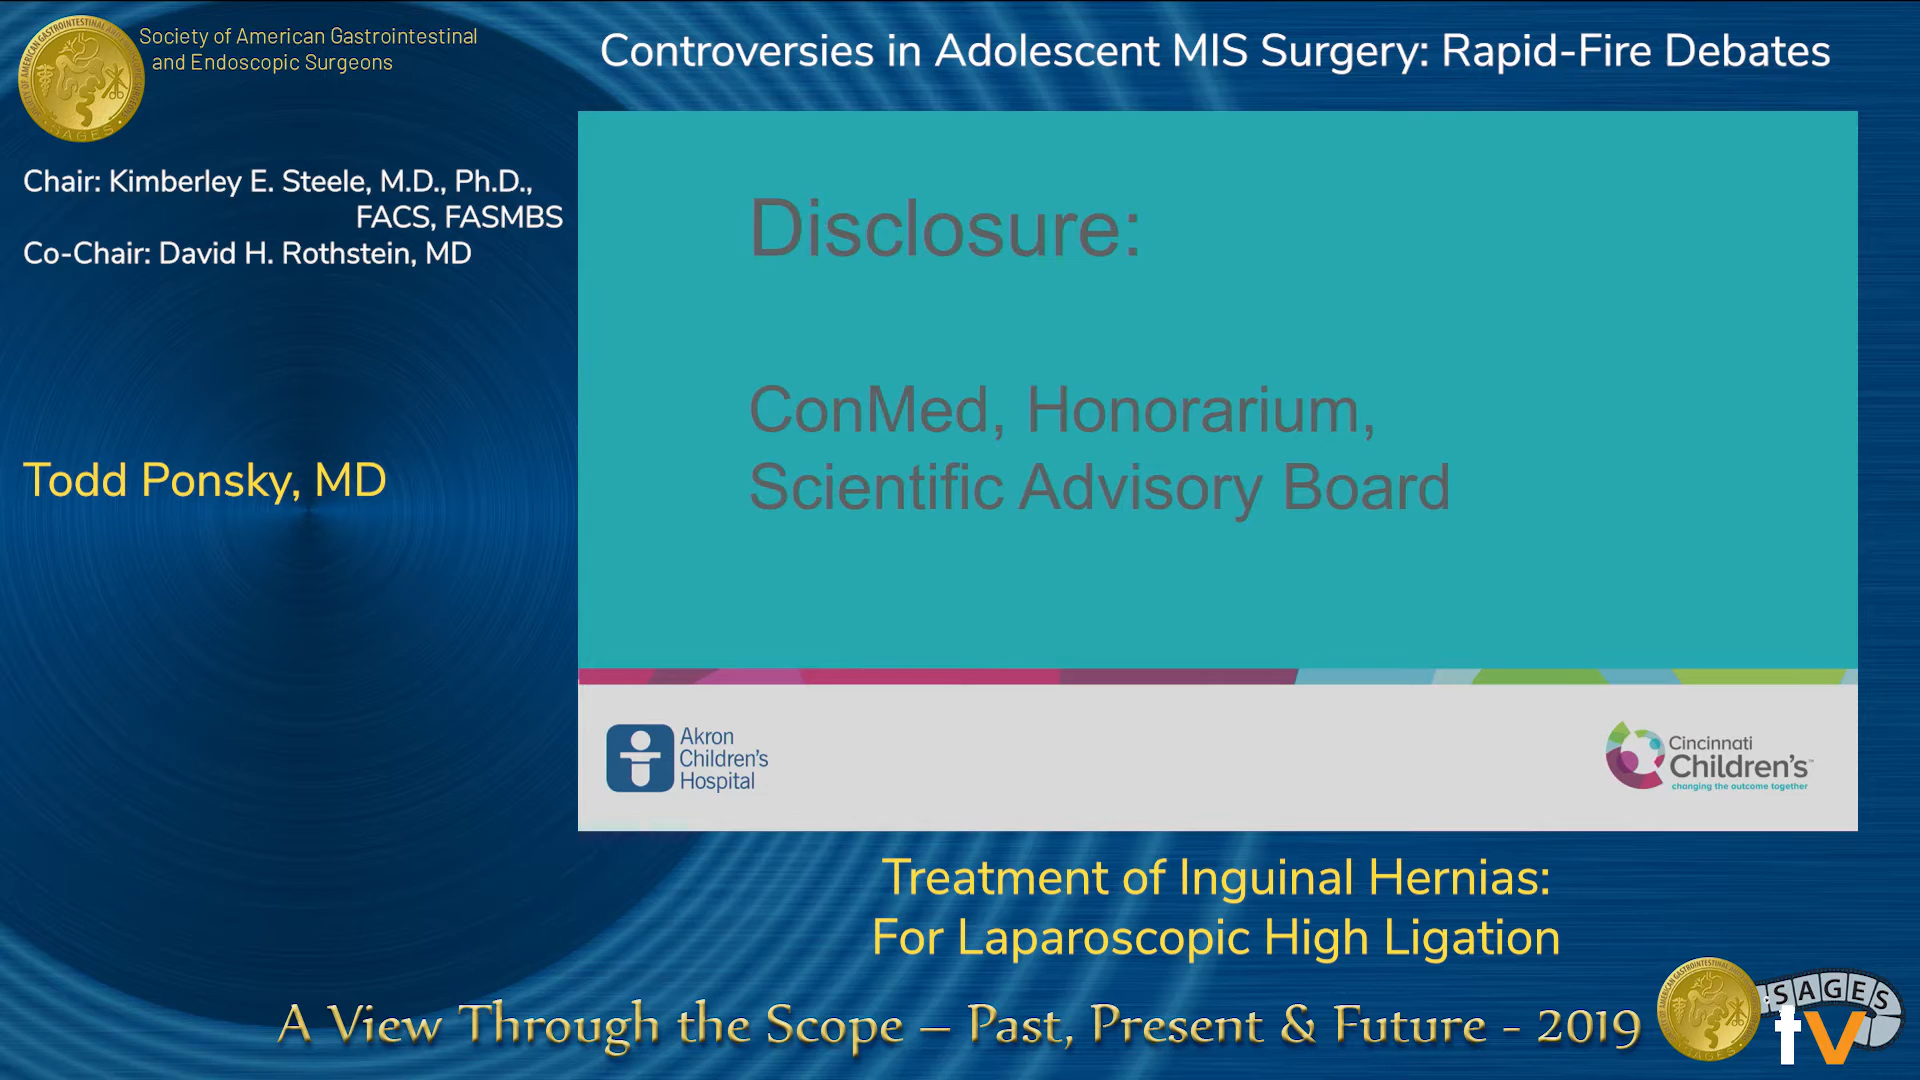 Society of American Gastrointestinal
and Endoscopic Surgeons
Controversies in Adolescent MIS Surgery: Rapid-Fire Debates
Chair: Kimberley E. Steele, M.D., Ph.D.,
FACS, FASMBS
Co-Chair: David H. Rothstein, MD
Todd Ponsky, MD
Disclosure:
ConMed, Honorarium,
Scientific Advisory Board
Akron
Children's
Hospital
Cincinnati
Children's™
changing the outcome together
Treatment of Inguinal Hernias:
For Laparoscopic High Ligation
A View Through the Scope – Past, Present & Future - 2019
SAGES
tv